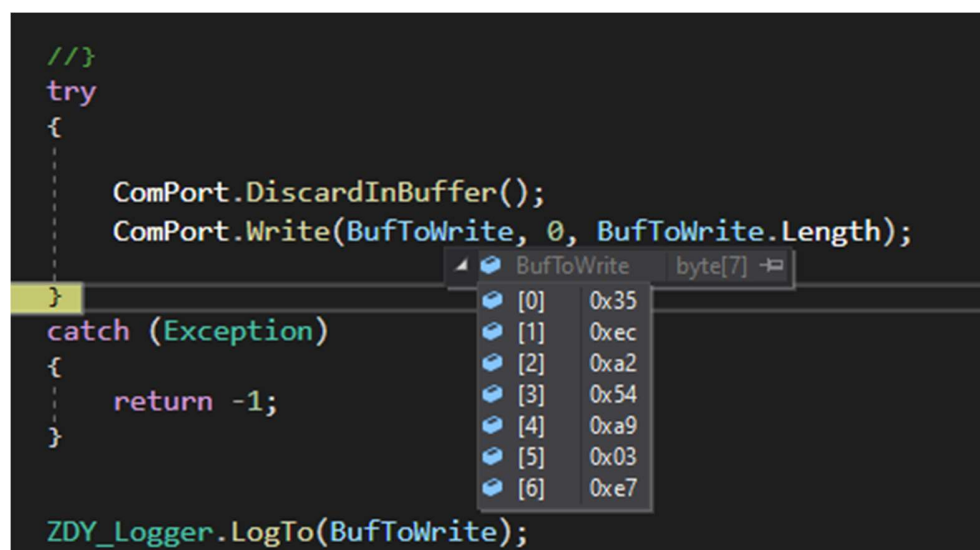 //}
try
{
ComPort.DiscardInBuffer();
ComPort.Write(BufToWrite, 0, BufToWrite.Length);
BufToWrite byte[7]
}
[0] 0x35
catch (Exception)
[1] 0xec
{
[2] 0xa2
return -1;
[3] 0x54
}
[4] 0xa9
[5] 0x03
[6] 0xe7
ZDY_Logger.LogTo(BufToWrite);